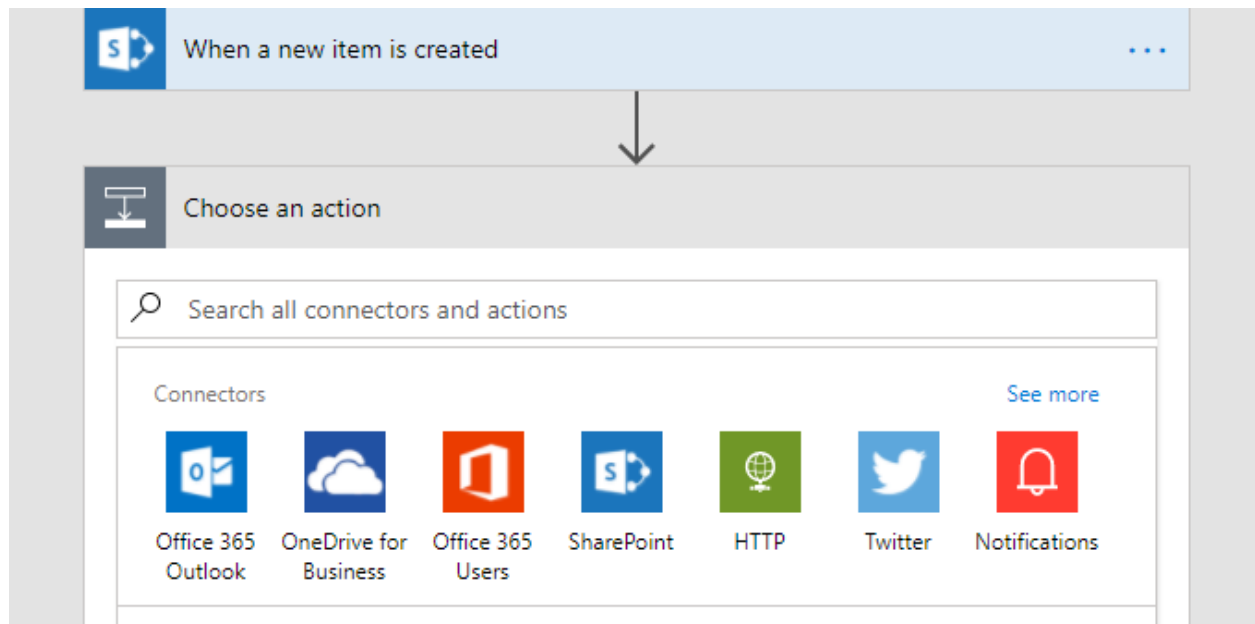 When a new item is created
Choose an action
Search all connectors and actions
Connectors
See more
Office 365 Outlook
OneDrive for Business
Office 365 Users
SharePoint
HTTP
Twitter
Notifications